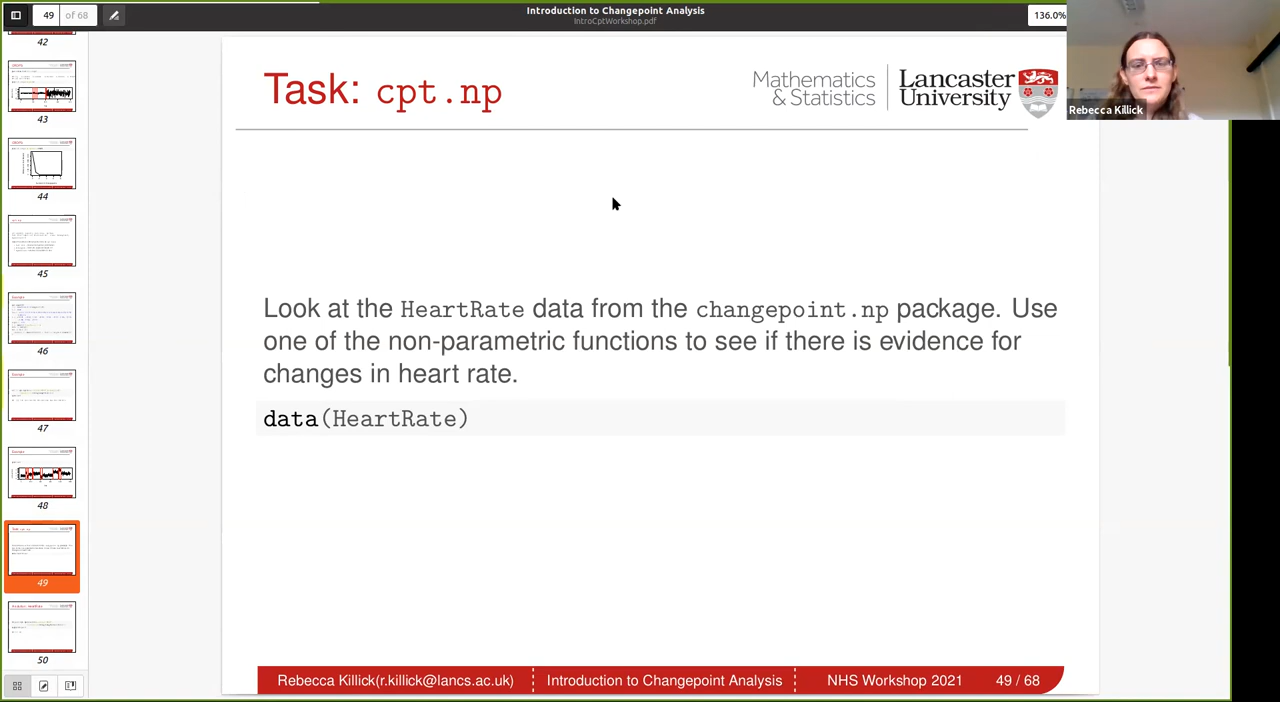 49 of 68
Introduction to Changepoint Analysis
IntroCptWorkshop.pdf
136.0%
Rebecca Killick
42
43
44
45
46
47
48
49
50
Task: cpt.np
Mathematics
& Statistics
Lancaster
University
Look at the HeartRate data from the changepoint.np package. Use
one of the non-parametric functions to see if there is evidence for
changes in heart rate.
data(HeartRate)
Rebecca Killick(r.killick@lancs.ac.uk) Introduction to Changepoint Analysis NHS Workshop 2021 49 / 68